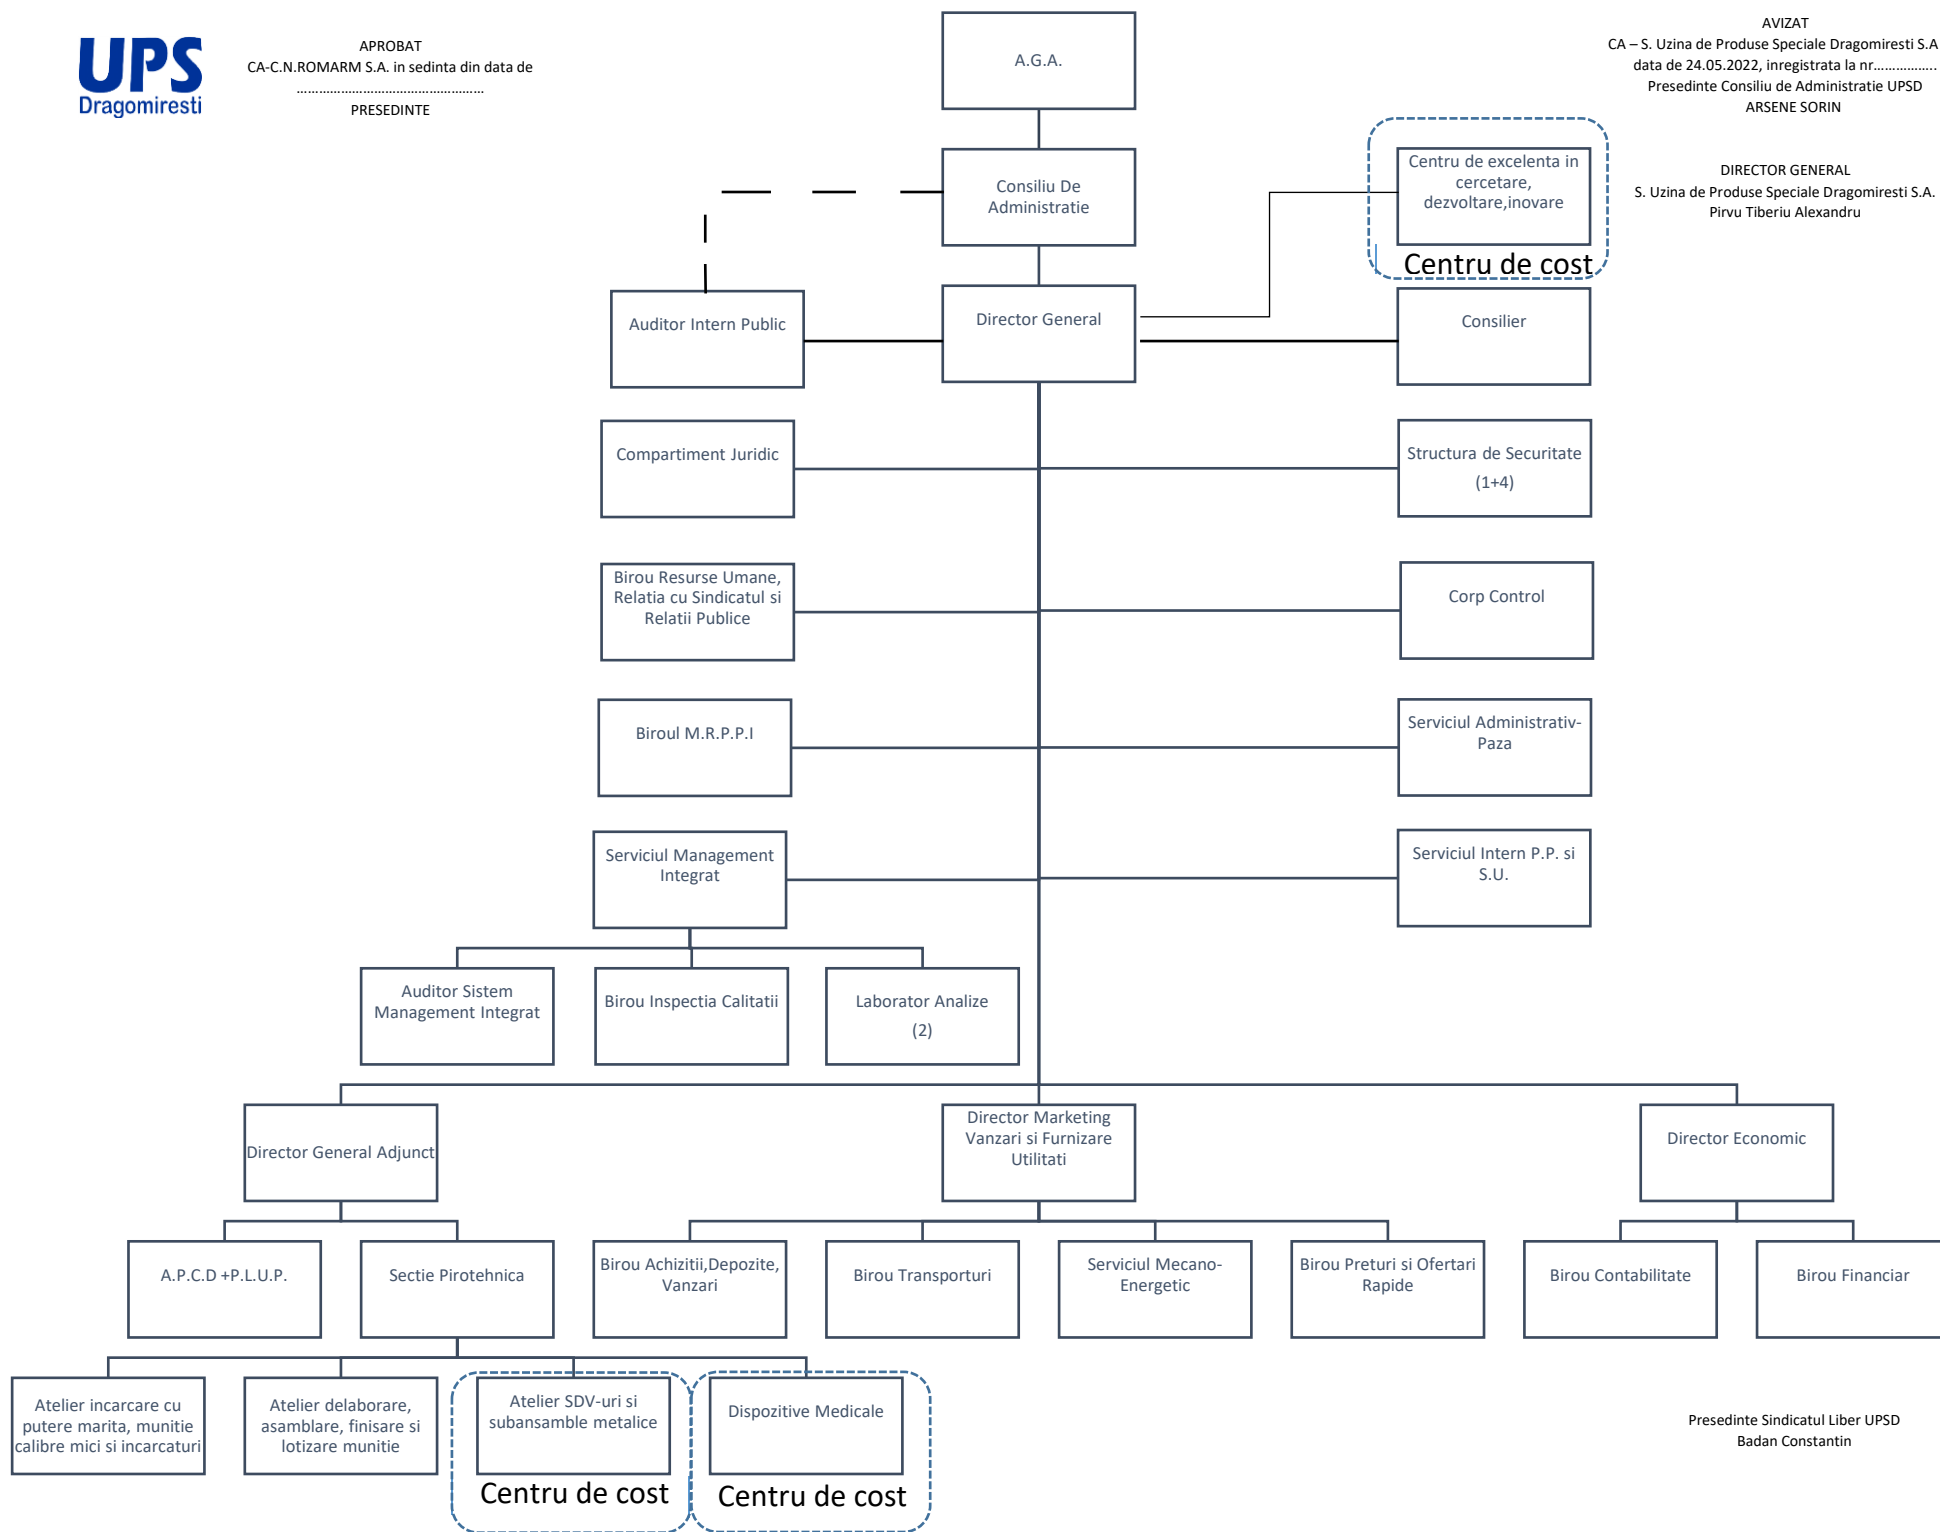 UPS
Dragomiresti
APROBAT
CA-C.N.ROMARM S.A. in sedinta din data de
................................................
PRESEDINTE
A.G.A.
AVIZAT
CA – S. Uzina de Produse Speciale Dragomiresti S.A
data de 24.05.2022, inregistrata la nr................
Presedinte Consiliu de Administratie UPSD
ARSENE SORIN
DIRECTOR GENERAL
S. Uzina de Produse Speciale Dragomiresti S.A.
Pirvu Tiberiu Alexandru
Consiliu De
Administratie
Centru de excelenta in
cercetare,
dezvoltare,inovare
Centru de cost
Auditor Intern Public
Director General
Consilier
Compartiment Juridic
Structura de Securitate
(1+4)
Birou Resurse Umane,
Relatia cu Sindicatul si
Relatii Publice
Corp Control
Biroul M.R.P.P.I
Serviciul Administrativ-
Paza
Serviciul Management
Integrat
Serviciul Intern P.P. si
S.U.
Auditor Sistem
Management Integrat
Birou Inspectia Calitatii
Laborator Analize
(2)
Director General Adjunct
Director Marketing
Vanzari si Furnizare
Utilitati
Director Economic
A.P.C.D +P.L.U.P.
Sectie Pirotehnica
Birou Achizitii,Depozite,
Vanzari
Birou Transporturi
Serviciul Mecano-
Energetic
Birou Preturi si Ofertari
Rapide
Birou Contabilitate
Birou Financiar
Atelier incarcare cu
putere marita, munitie
calibre mici si incarcaturi
Atelier delaborare,
asamblare, finisare si
lotizare munitie
Atelier SDV-uri si
subansamble metalice
Centru de cost
Dispozitive Medicale
Centru de cost
Presedinte Sindicatul Liber UPSD
Badan Constantin